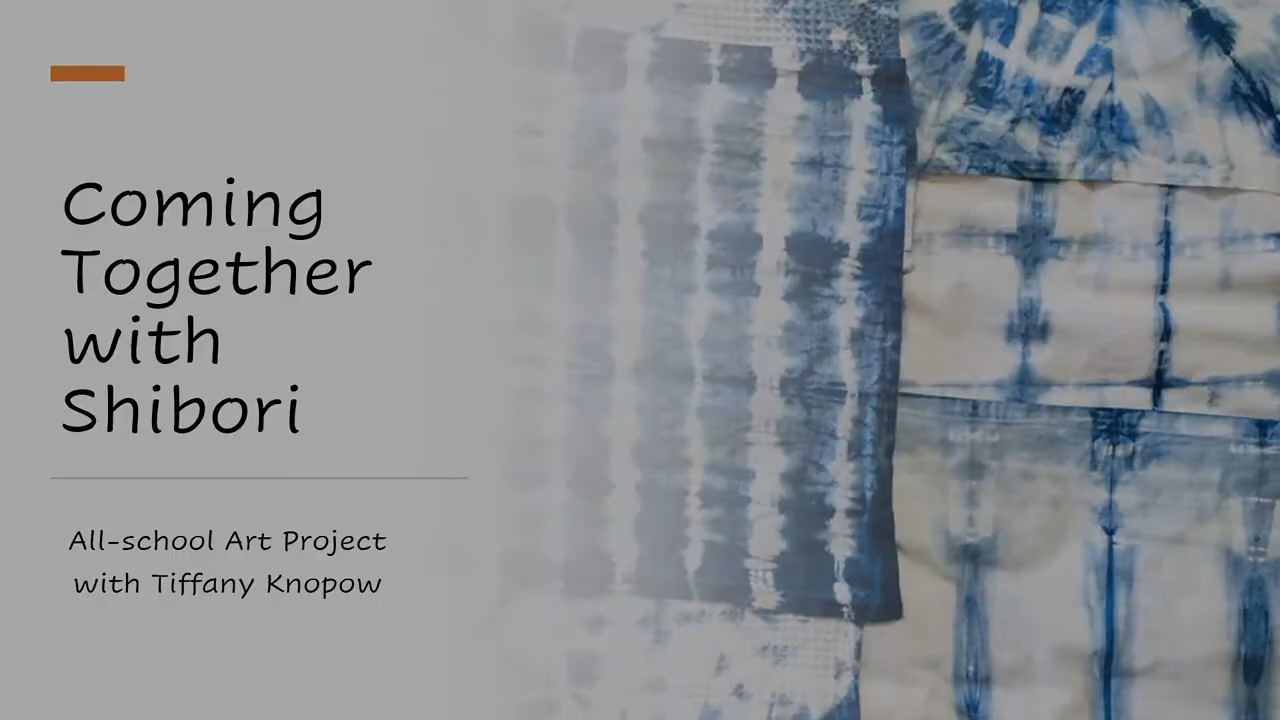 Coming
Together
with
Shibori
All-school Art Project
with Tiffany Knopow